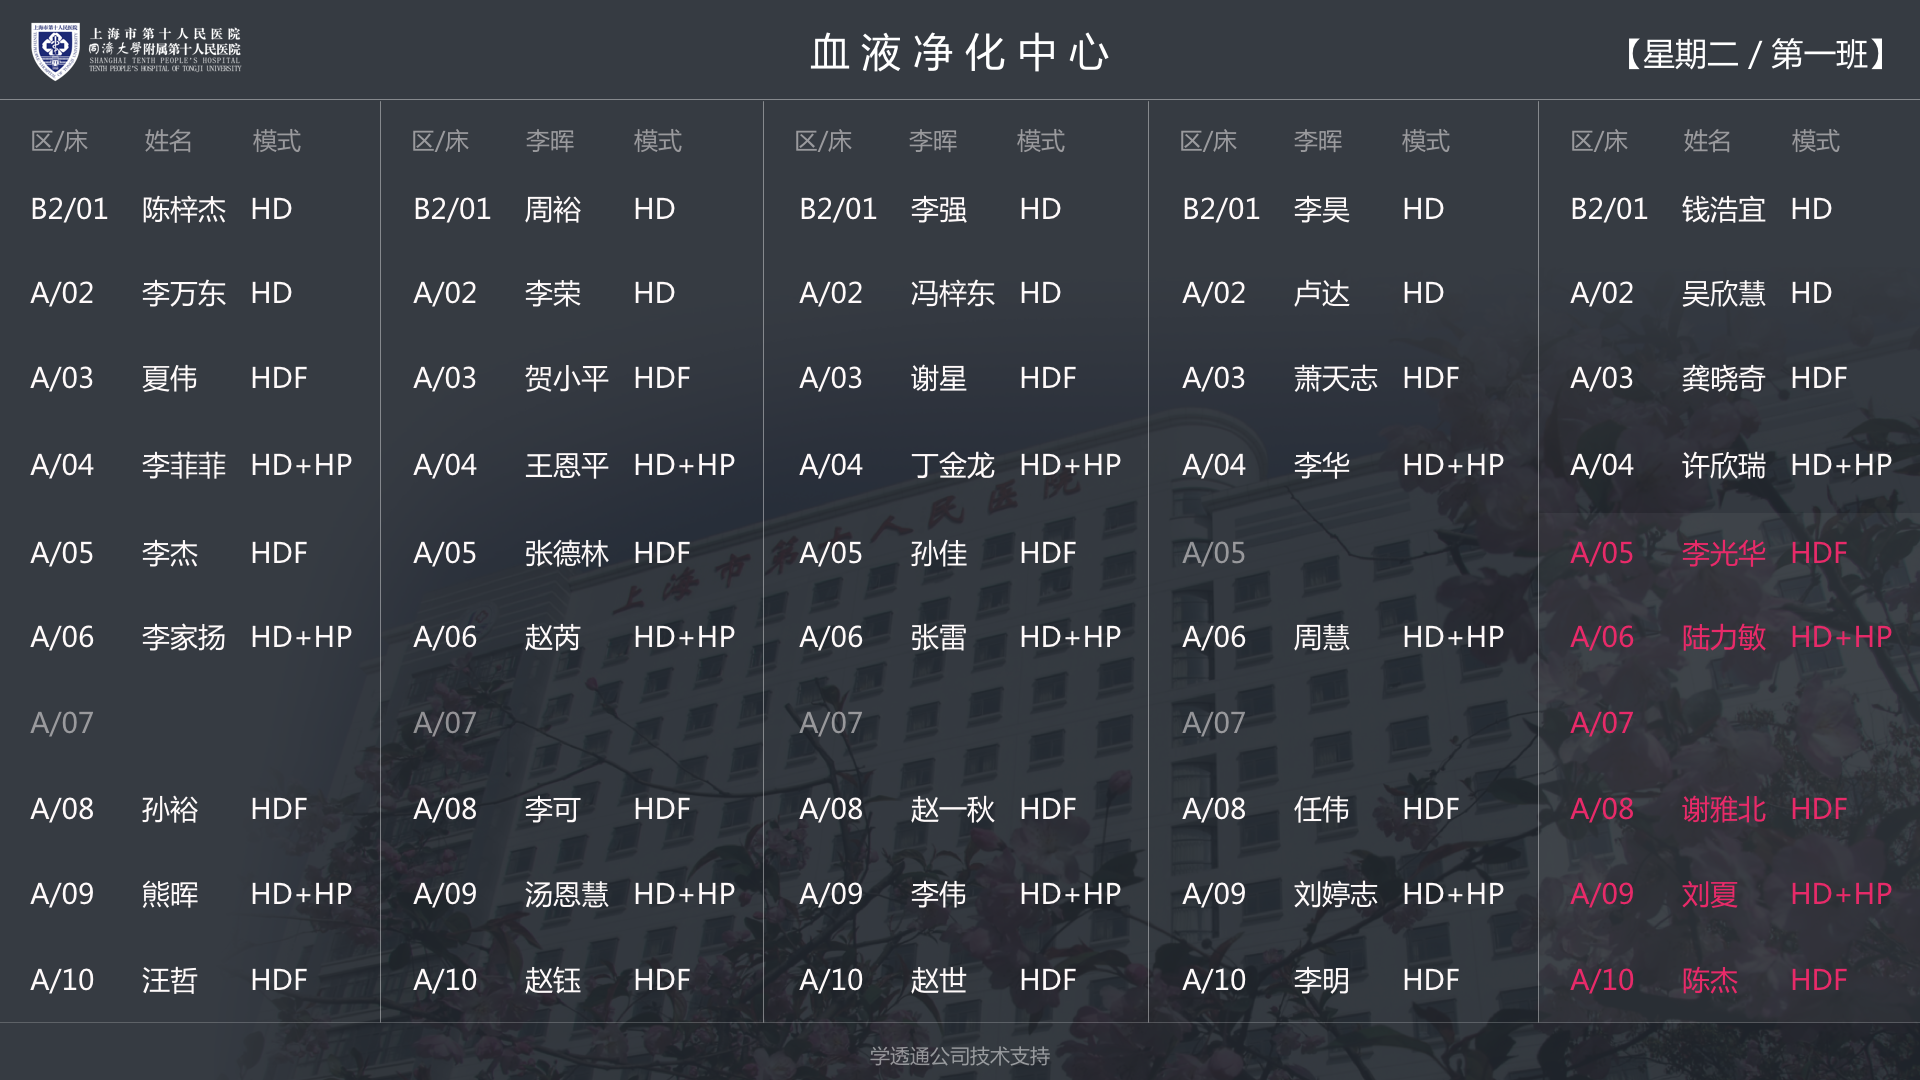 上海市第十人民医院
同濟大學附属第十人民医院
SHANGHAI TENTH PEOPLE'S HOSPITAL
TENTH PEOPLE'S HOSPITAL OF TONGJI UNIVERSITY
血液净化中心
【星期二 / 第一班】
区/床 姓名 模式 区/床 李晖 模式 区/床 李晖 模式 区/床 李晖 模式 区/床 姓名 模式
B2/01 陈梓杰 HD B2/01 周裕 HD B2/01 李强 HD B2/01 李昊 HD B2/01 钱浩宜 HD
A/02 李万东 HD A/02 李荣 HD A/02 冯梓东 HD A/02 卢达 HD A/02 吴欣慧 HD
A/03 夏伟 HDF A/03 贺小平 HDF A/03 谢星 HDF A/03 萧天志 HDF A/03 龚晓奇 HDF
A/04 李菲菲 HD+HP A/04 王恩平 HD+HP A/04 丁金龙 HD+HP A/04 李华 HD+HP A/04 许欣瑞 HD+HP
A/05 李杰 HDF A/05 张德林 HDF A/05 孙佳 HDF A/05 A/05 李光华 HDF
A/06 李家扬 HD+HP A/06 赵芮 HD+HP A/06 张雷 HD+HP A/06 周慧 HD+HP A/06 陆力敏 HD+HP
A/07 A/07 A/07 A/07 A/07
A/08 孙裕 HDF A/08 李可 HDF A/08 赵一秋 HDF A/08 任伟 HDF A/08 谢雅北 HDF
A/09 熊晖 HD+HP A/09 汤恩慧 HD+HP A/09 李伟 HD+HP A/09 刘婷志 HD+HP A/09 刘夏 HD+HP
A/10 汪哲 HDF A/10 赵钰 HDF A/10 赵世 HDF A/10 李明 HDF A/10 陈杰 HDF
上海市第十人民医院
学透通公司技术支持